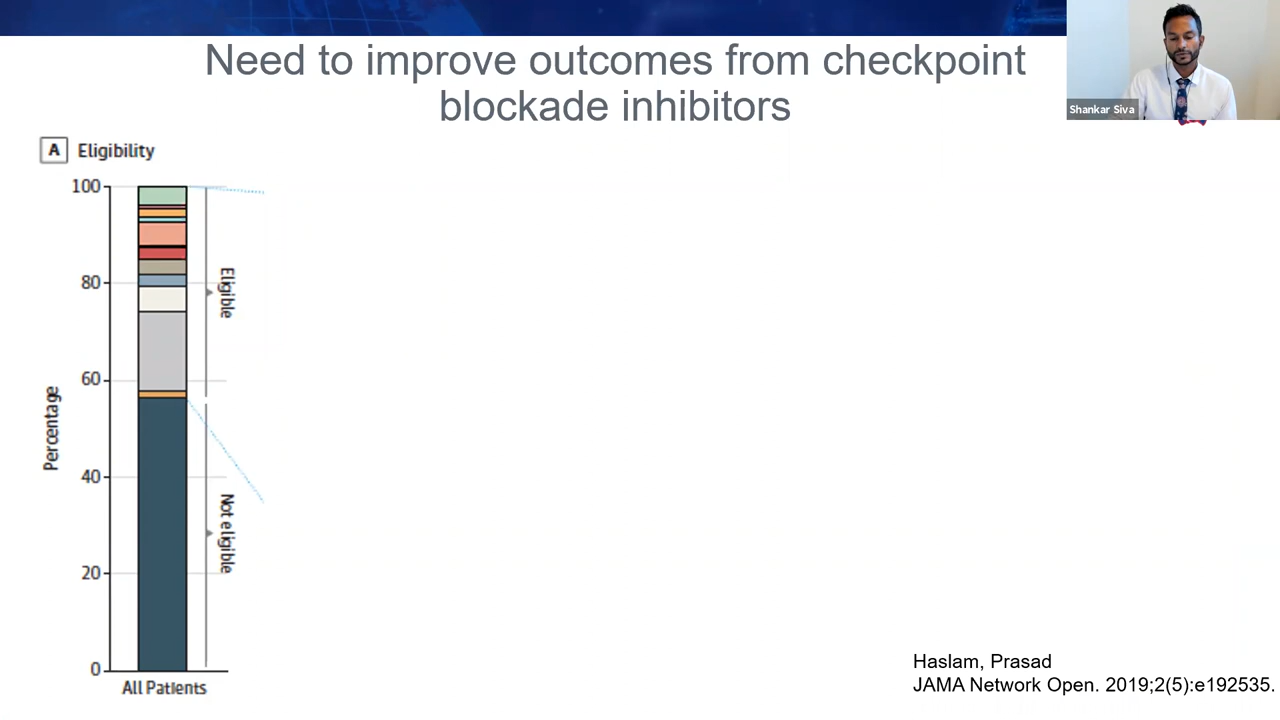 Need to improve outcomes from checkpoint
blockade inhibitors
Shankar Siva
A Eligibility
100
80
60
40
20
0
Percentage
Eligible
Not eligible
All Patients
Haslam, Prasad
JAMA Network Open. 2019;2(5):e192535.